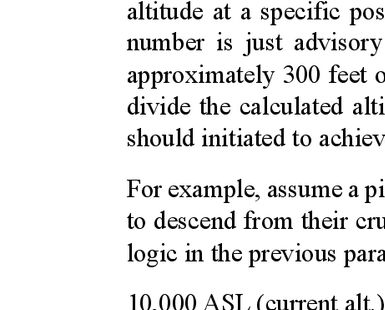 altitude at a specific pos
number is just advisory
approximately 300 feet o
divide the calculated alti
should initiated to achiev
For example, assume a pi
to descend from their cru
logic in the previous para
10,000 ASL (current alt.)